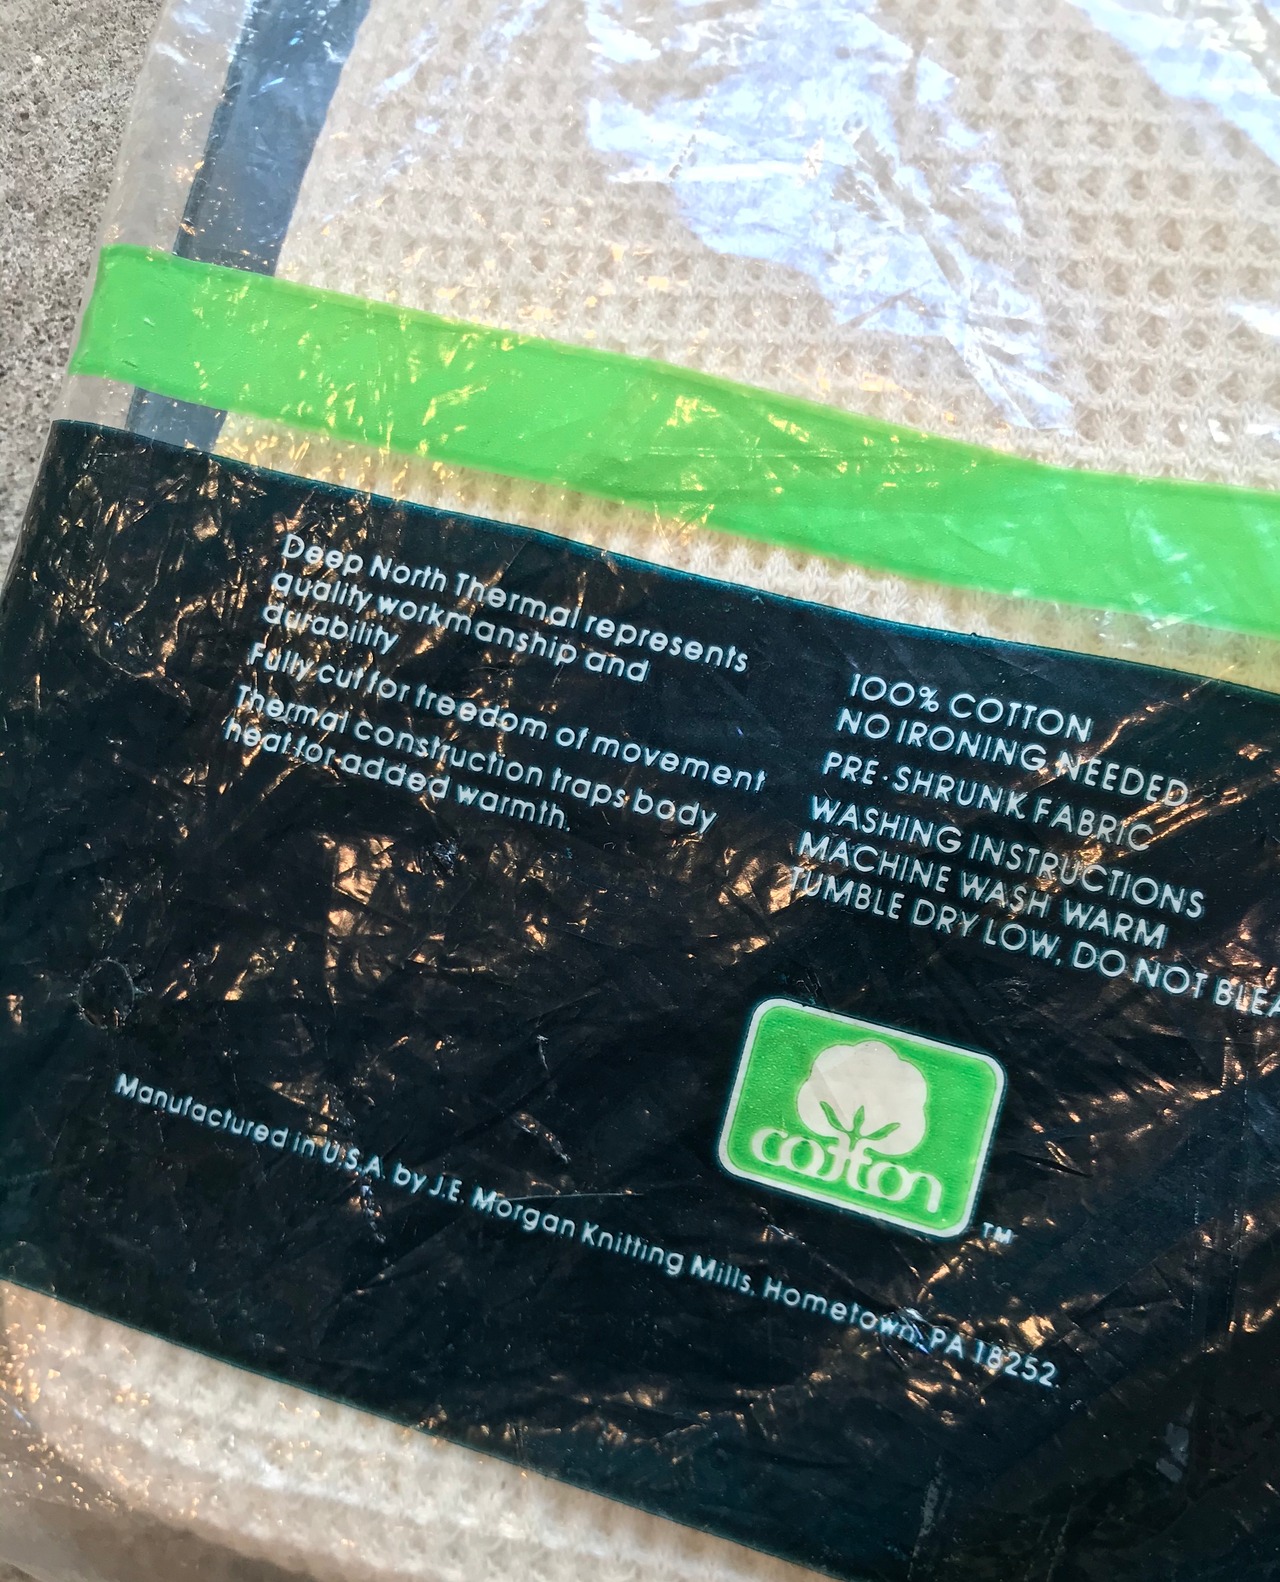 Deep North Thermal represents
quality workmanship and
durability
Fully cut for freedom of movement
Thermal construction traps body
heat for added warmth.
100% COTTON
NO IRONING NEEDED
PRE-SHRUNK FABRIC
WASHING INSTRUCTIONS
MACHINE WASH WARM
TUMBLE DRY LOW, DO NOT BLEA
cotton
TM
Manufactured in U.S.A. by J.E. Morgan Knitting Mills, Hometown, PA 18252.